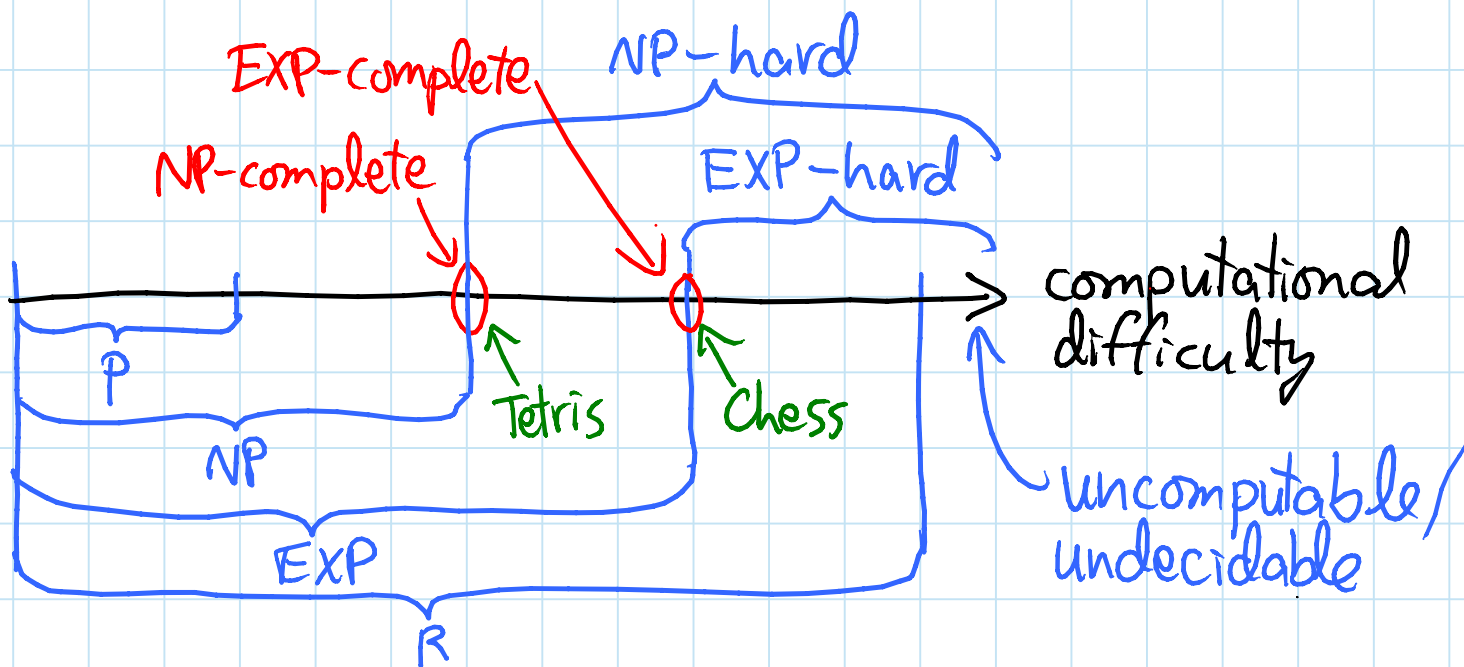 NP-hard
EXP-complete
EXP-hard
NP-complete
computational
difficulty
P
Tetris
Chess
NP
uncomputable/
undecidable
EXP
R